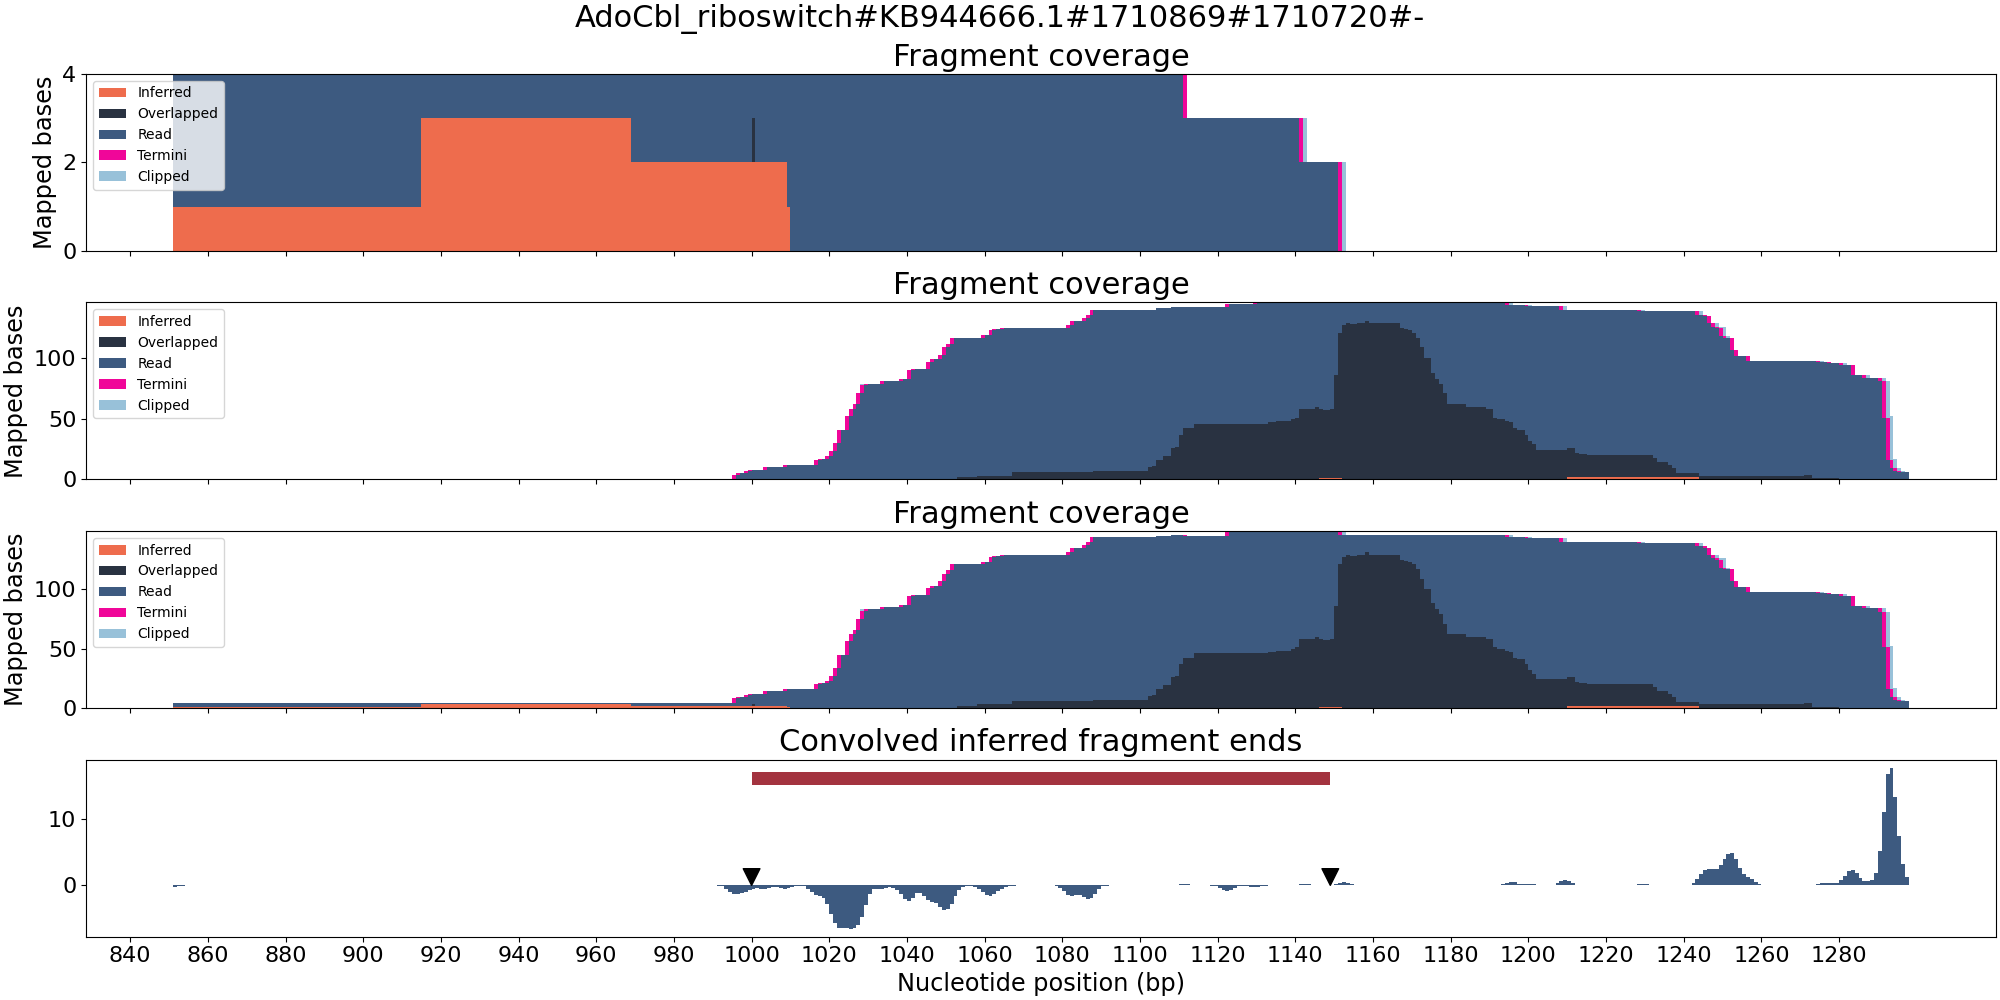 AdoCbl_riboswitch#KB944666.1#1710869#1710720#-
Fragment coverage
Mapped bases
4
2
0
Inferred
Overlapped
Read
Termini
Clipped
Fragment coverage
Mapped bases
100
50
0
Inferred
Overlapped
Read
Termini
Clipped
Fragment coverage
Mapped bases
100
50
0
Inferred
Overlapped
Read
Termini
Clipped
Convolved inferred fragment ends
10
0
840 860 880 900 920 940 960 980 1000 1020 1040 1060 1080 1100 1120 1140 1160 1180 1200 1220 1240 1260 1280
Nucleotide position (bp)